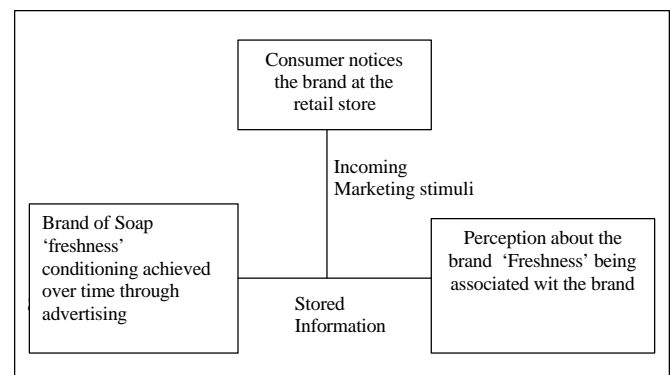 Consumer notices
the brand at the
retail store
Incoming
Marketing stimuli
Brand of Soap
‘freshness’
conditioning achieved
over time through
advertising
Perception about the
brand ‘Freshness’ being
associated wit the brand
Stored
Information